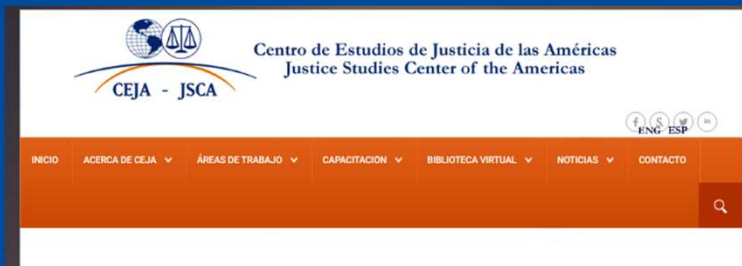 Centro de Estudios de Justicia de las Américas
Justice Studies Center of the Americas
CEJA - JSCA
ENG ESP
INICIO ACERCA DE CEJA ÁREAS DE TRABAJO CAPACITACIÓN BIBLIOTECA VIRTUAL NOTICIAS CONTACTO